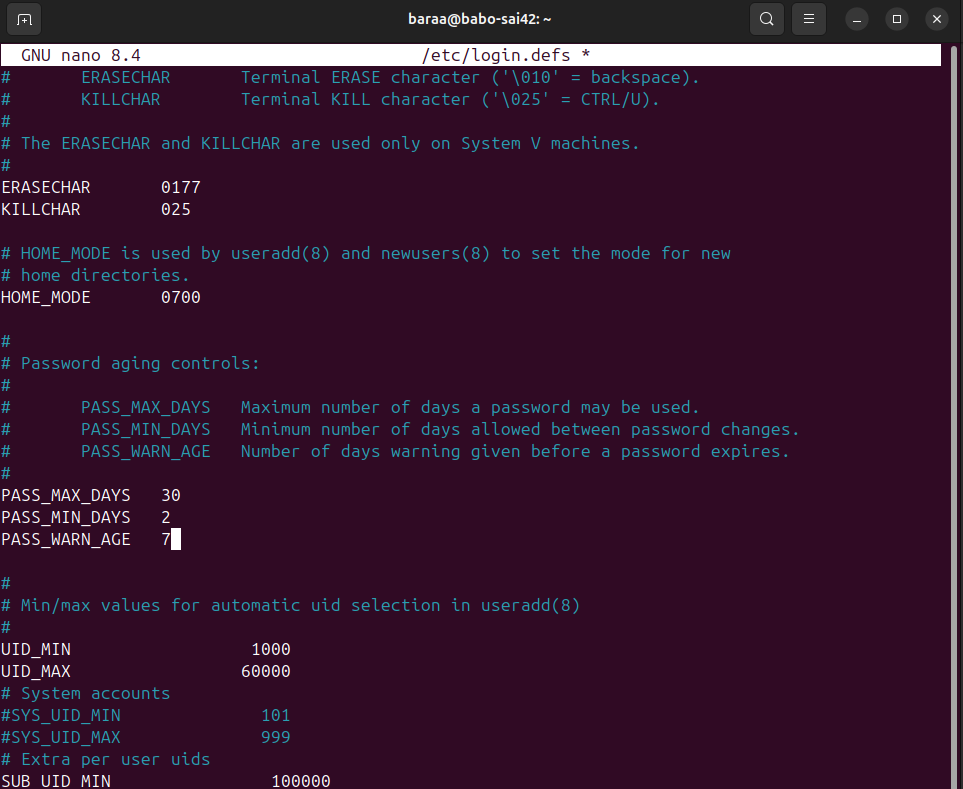 baraa@babo-sai42: ~
GNU nano 8.4 /etc/login.defs *
# ERASECHAR Terminal ERASE character ('\010' = backspace).
# KILLCHAR Terminal KILL character ('\025' = CTRL/U).
#
# The ERASECHAR and KILLCHAR are used only on System V machines.
#
ERASECHAR 0177
KILLCHAR 025
# HOME_MODE is used by useradd(8) and newusers(8) to set the mode for new
# home directories.
HOME_MODE 0700
#
# Password aging controls:
#
# PASS_MAX_DAYS Maximum number of days a password may be used.
# PASS_MIN_DAYS Minimum number of days allowed between password changes.
# PASS_WARN_AGE Number of days warning given before a password expires.
#
PASS_MAX_DAYS 30
PASS_MIN_DAYS 2
PASS_WARN_AGE 7
#
# Min/max values for automatic uid selection in useradd(8)
#
UID_MIN 1000
UID_MAX 60000
# System accounts
#SYS_UID_MIN 101
#SYS_UID_MAX 999
# Extra per user uids
SUB_UID_MIN 100000